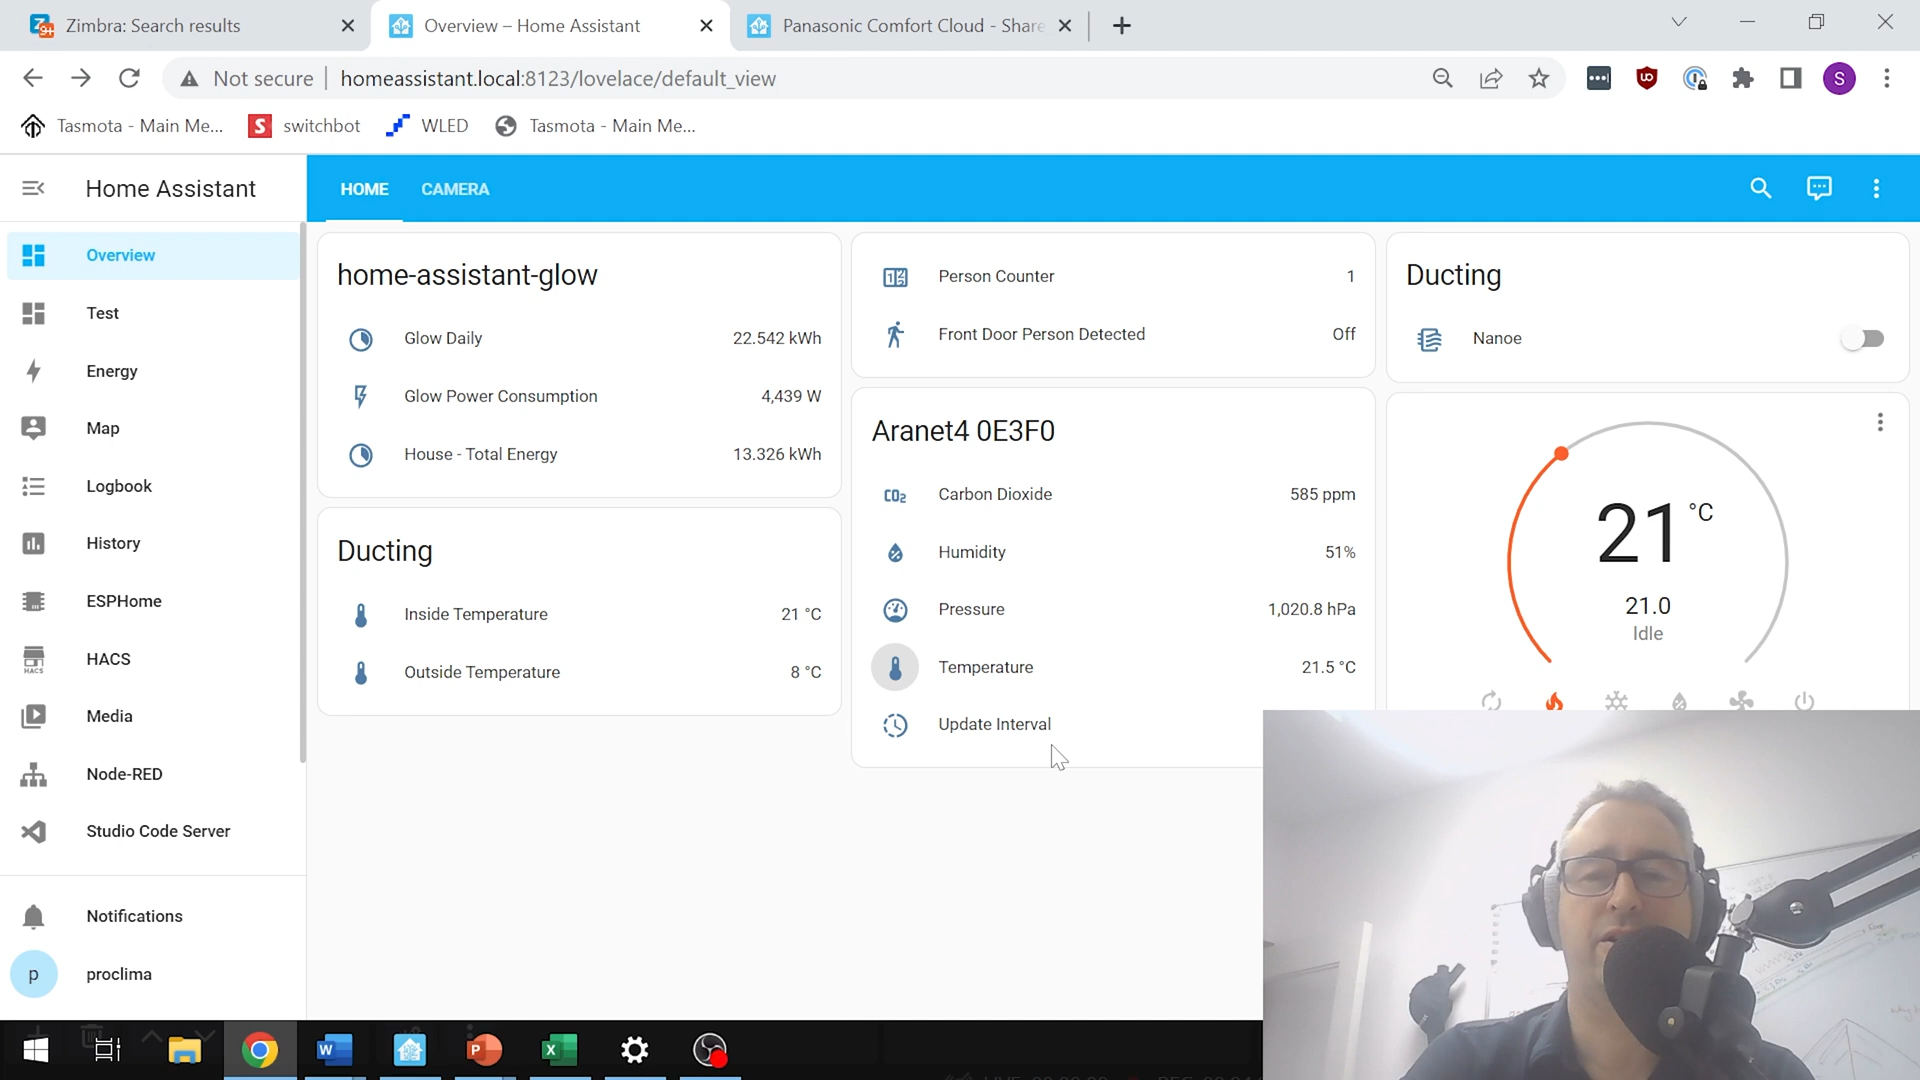 Zimbra: Search results
Overview – Home Assistant
Panasonic Comfort Cloud - Share
Not secure
homeassistant.local:8123/lovelace/default_view
S
Tasmota - Main Me...
S switchbot
WLED
Tasmota - Main Me...
Home Assistant
HOME
CAMERA
Overview
Test
Energy
Map
Logbook
History
ESPHome
HACS
HACS
Media
Node-RED
Studio Code Server
Notifications
p
proclima
home-assistant-glow
Glow Daily 22.542 kWh
Glow Power Consumption 4,439 W
House - Total Energy 13.326 kWh
Ducting
Inside Temperature 21 °C
Outside Temperature 8 °C
Person Counter 1
Front Door Person Detected Off
Aranet4 0E3F0
CO2 Carbon Dioxide 585 ppm
Humidity 51%
Pressure 1,020.8 hPa
Temperature 21.5 °C
Update Interval
Ducting
Nanoe
21 °C
21.0
Idle
W
P
X